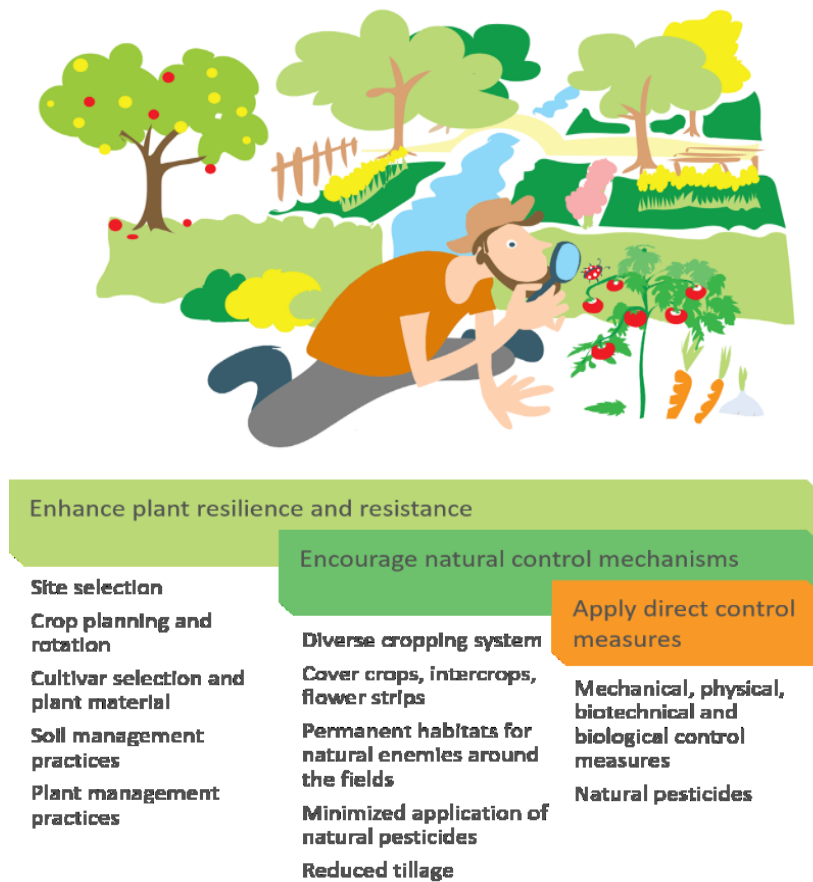 Enhance plant resilience and resistance
Encourage natural control mechanisms
Apply direct control
measures
Site selection
Crop planning and
rotation
Cultivar selection and
plant material
Soil management
practices
Plant management
practices
Diverse cropping system
Cover crops, intercrops,
flower strips
Permanent habitats for
natural enemies around
the fields
Minimized application of
natural pesticides
Reduced tillage
Mechanical, physical,
biotechnical and
biological control
measures
Natural pesticides